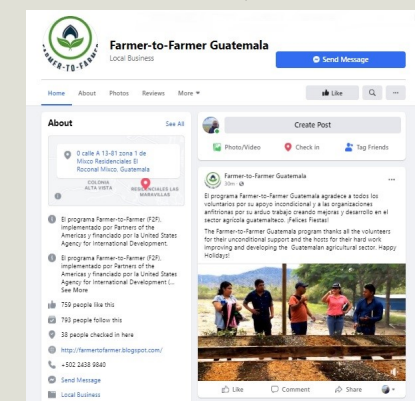 FARMER-TO-FARMER
Farmer-to-Farmer Guatemala
Local Business
Send Message
Home About Photos Reviews More
Like
About See All
0 calle A 13-81 zona 1 de
Mixco Residenciales El
Roconal Mixco, Guatemala
COLONIA
ALTA VISTA
RESIDENCIALES LAS
MARAVILLAS
El programa Farmer-to-Farmer (F2F),
implementado por Partners of the
Americas y financiado por la United States
Agency for International Development.
El programa Farmer-to-Farmer (F2F),
implementado por Partners of the
Americas y financiado por la United States
Agency for International Development (...
See More
759 people like this
793 people follow this
38 people checked in here
http://farmertofarmer.blogspot.com/
+502 2438 9840
Send Message
Local Business
Create Post
Photo/Video Check in Tag Friends
Farmer-to-Farmer Guatemala
30m
El programa Farmer-to-Farmer Guatemala agradece a todos los
voluntarios por su apoyo incondicional y a las organizaciones
anfitrionas por su arduo trabajo creando mejoras y desarrollo en el
sector agrícola guatemalteco. ¡Felices Fiestas!
The Farmer-to-Farmer Guatemala program thanks all the volunteers
for their unconditional support and the hosts for their hard work
improving and developing the Guatemalan agricultural sector. Happy
Holidays!
Like Comment Share